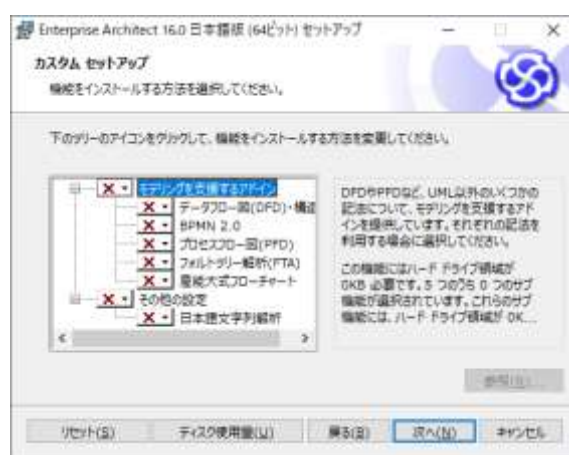 Enterprise Architect 16.0 日本語版 (64ビット) セットアップ
カスタム セットアップ
機能をインストールする方法を選択してください。
下のツリーのアイコンをクリックして、機能をインストールする方法を変更してください。
モデリングを支援するアドイン
データフロー図(DFD)・構造
BPMN 2.0
プロセスフロー図(PFD)
フォルトツリー解析(FTA)
産能大式フローチャート
その他の設定
日本語文字列解析
DFDやPFDなど、UML以外のいくつかの
記法について、モデリングを支援するアド
インを提供しています。それぞれの記法を
利用する場合に選択してください。
この機能にはハード ドライブ領域が
0KB 必要です。5 つのうち 0 つのサブ
機能が選択されています。これらのサブ
機能には、ハード ドライブ領域が 0K...
参照(R)...
リセット(S)
ディスク使用量(U)
戻る(B)
次へ(N)
キャンセル